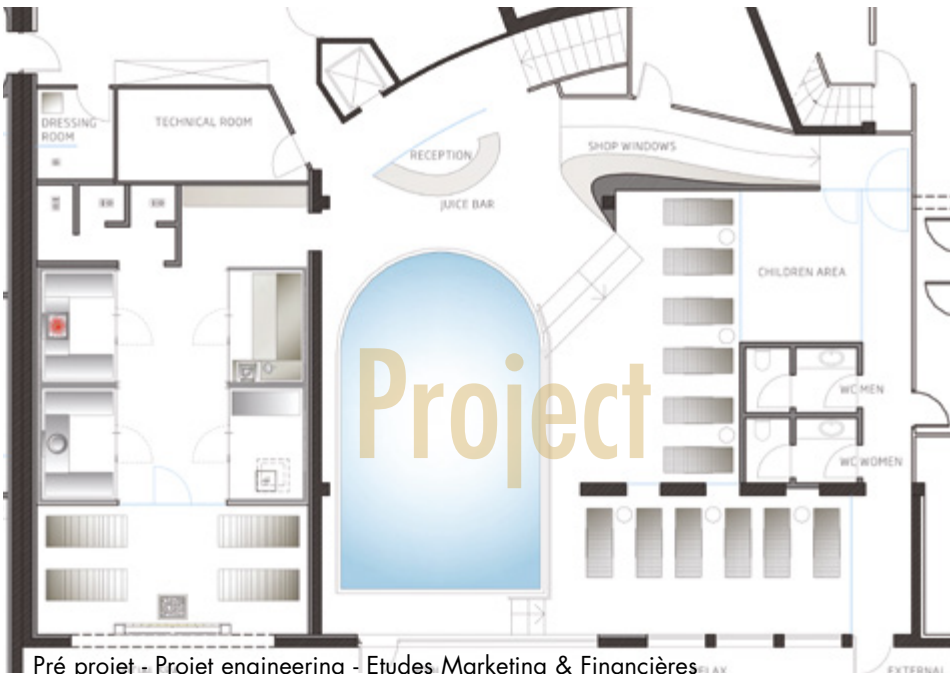 DRESSING
ROOM
TECHNICAL ROOM
RECEPTION
JUICE BAR
SHOP WINDOWS
CHILDREN AREA
Project
WC MEN
WC WOMEN
Pré projet - Projet engineering - Etudes Marketing & Financières
RELAX
EXTERNAL